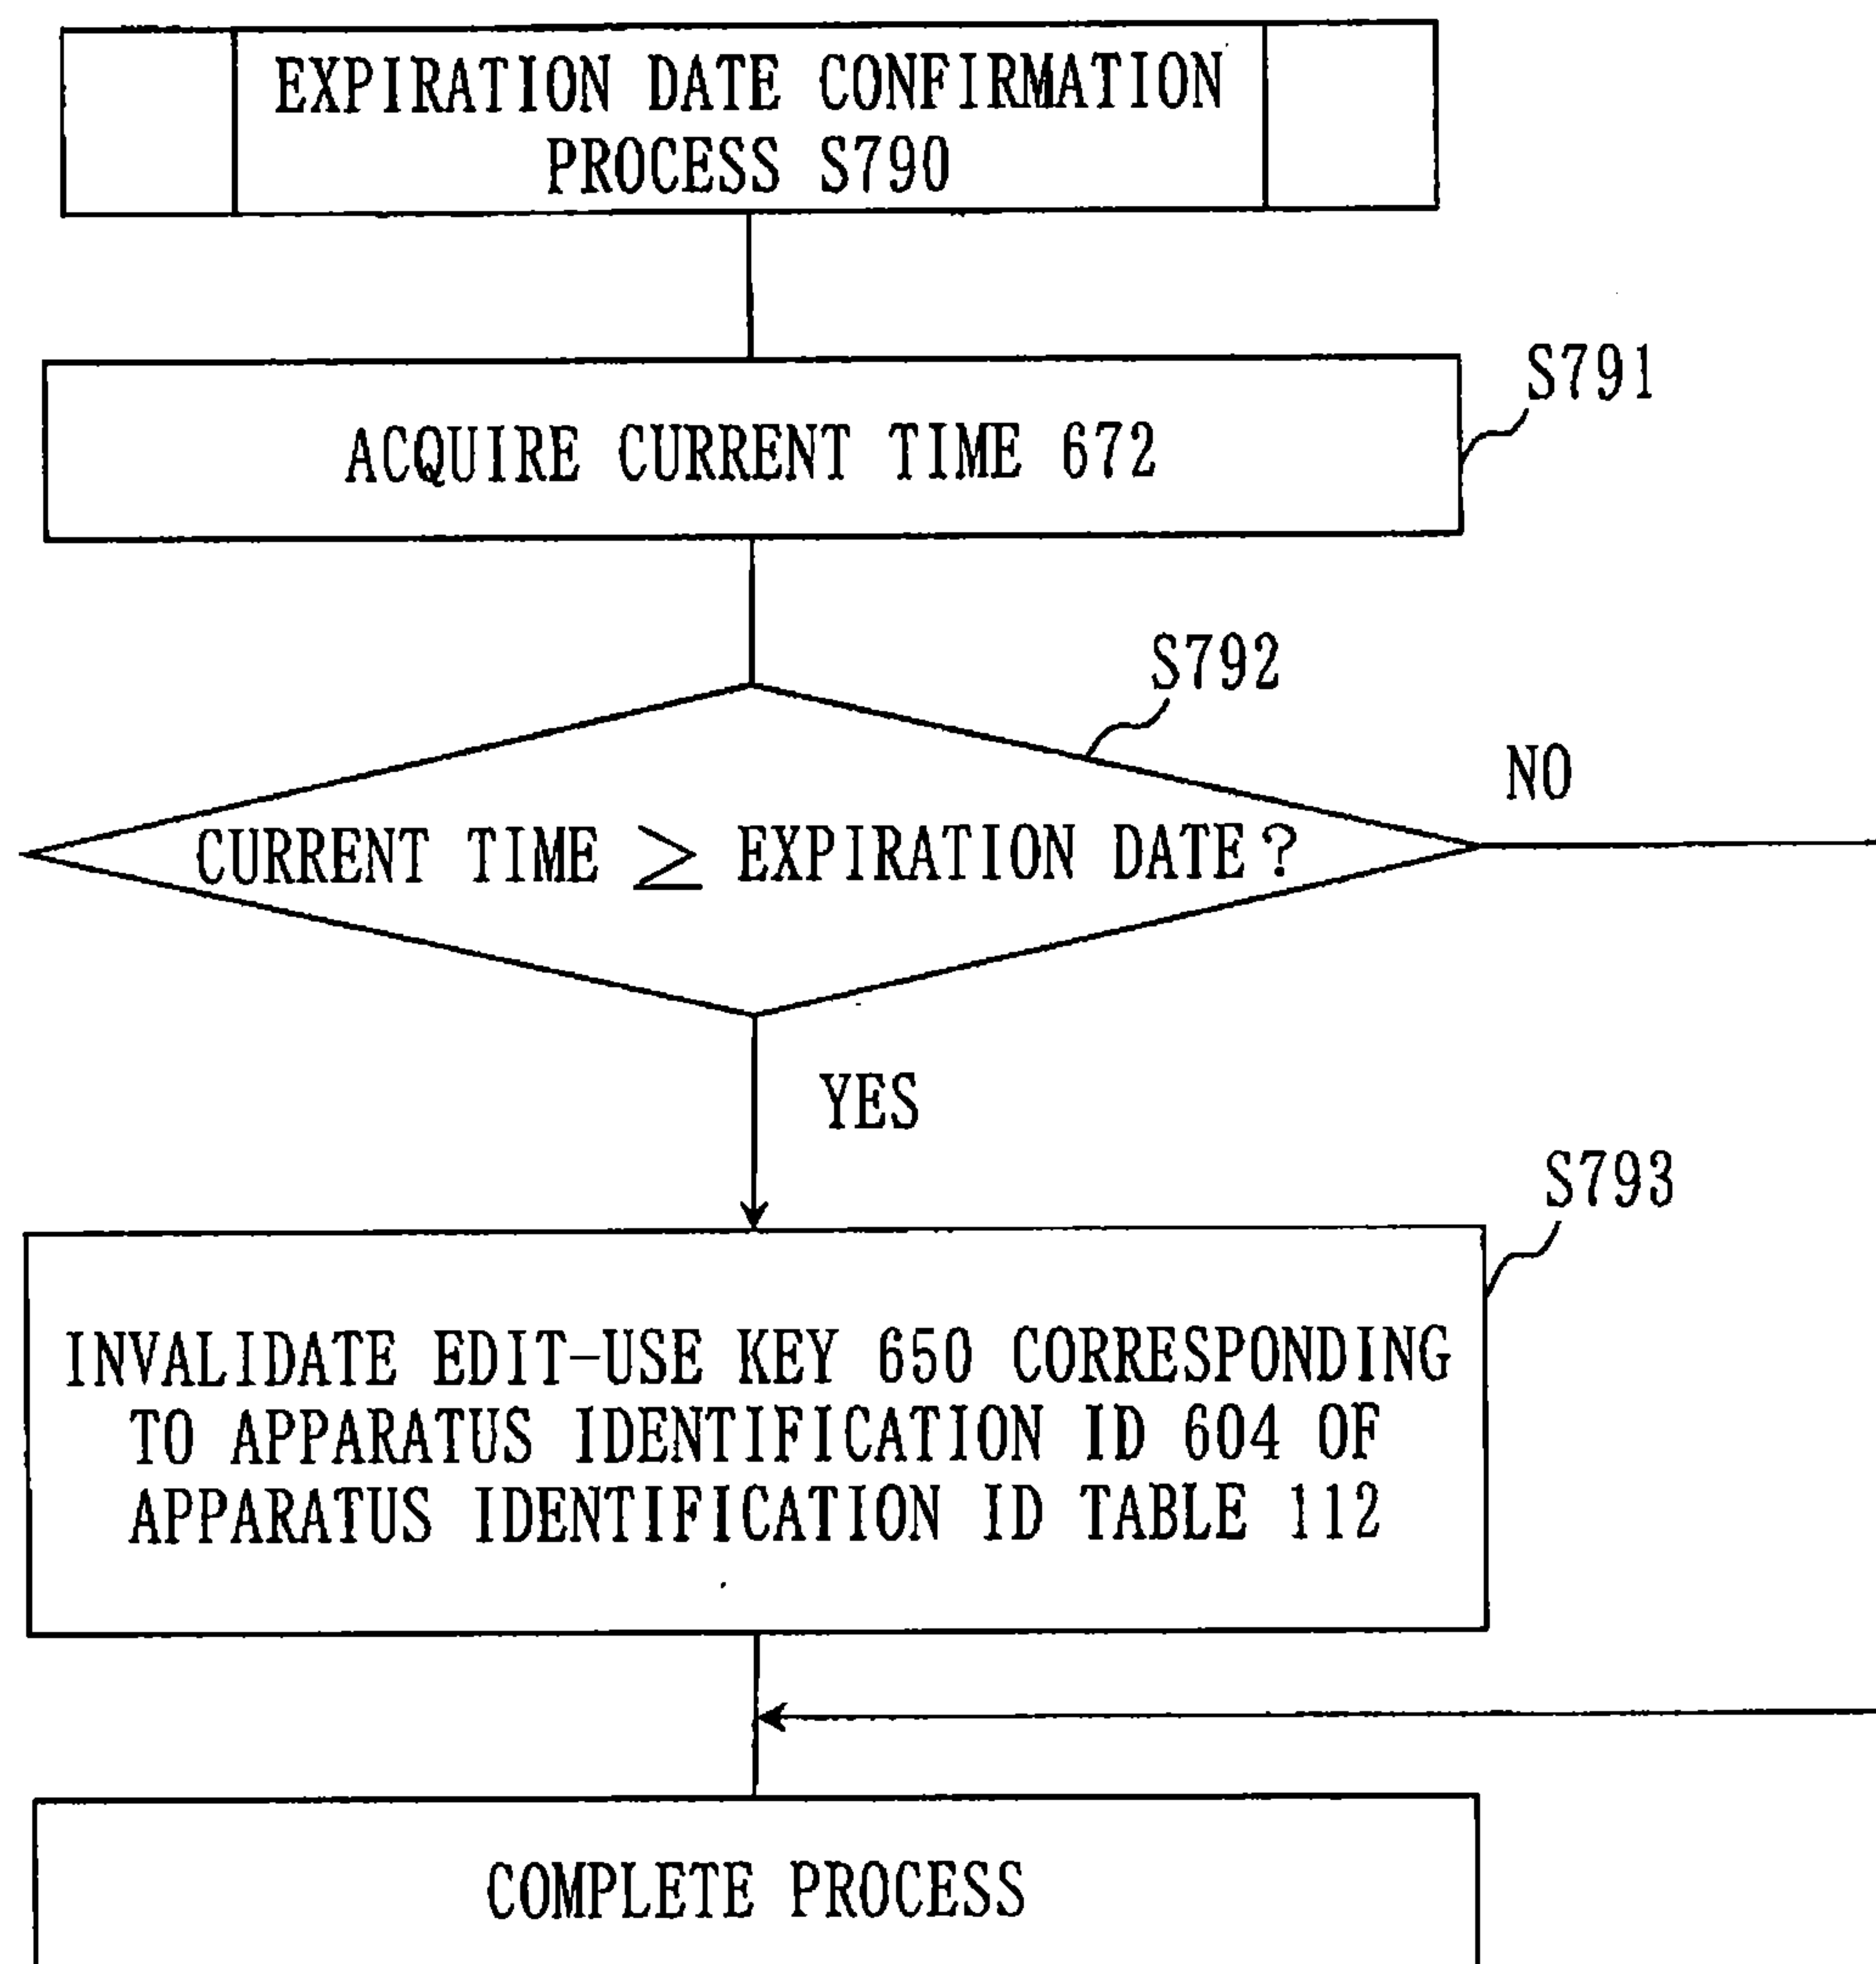 EXPIRATION DATE CONFIRMATION
PROCESS S790
S791
ACQUIRE CURRENT TIME 672
S792
NO
CURRENT TIME ≥ EXPIRATION DATE?
YES
S793
INVALIDATE EDIT-USE KEY 650 CORRESPONDING
TO APPARATUS IDENTIFICATION ID 604 OF
APPARATUS IDENTIFICATION ID TABLE 112
COMPLETE PROCESS